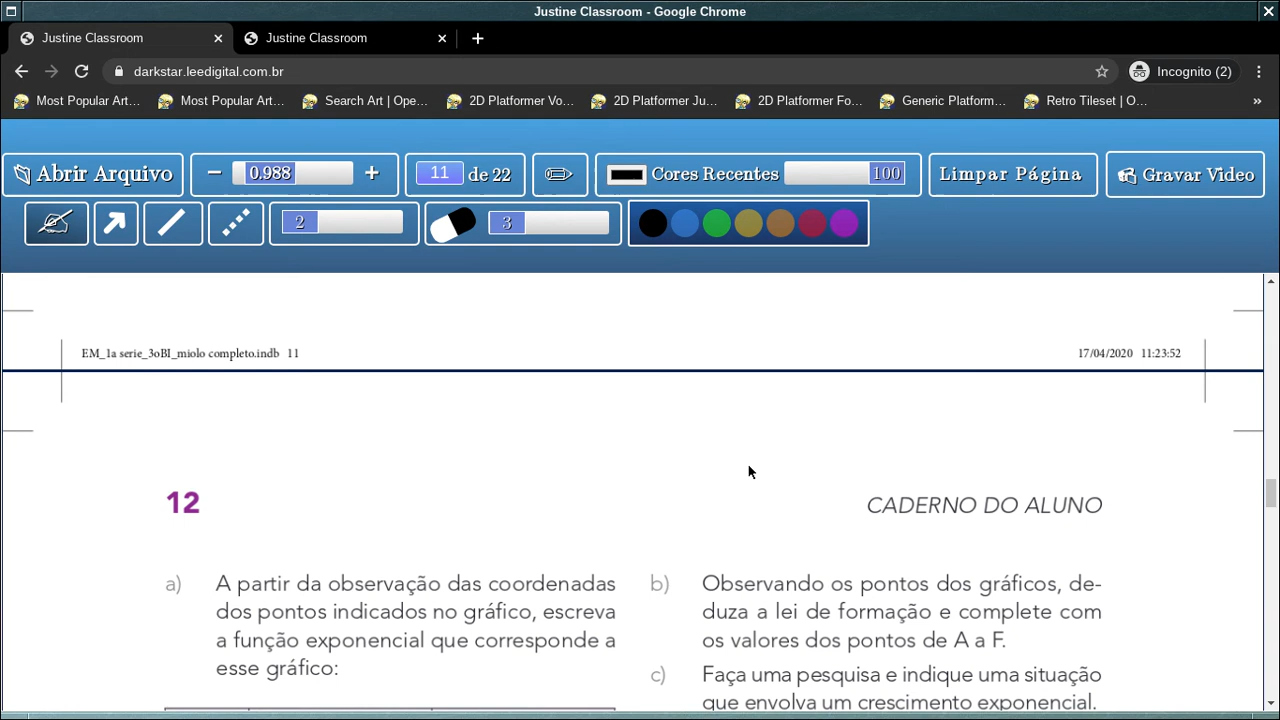 Justine Classroom - Google Chrome
Justine Classroom
Justine Classroom
darkstar.leedigital.com.br
Incognito (2)
Most Popular Art…
Most Popular Art…
Search Art | Ope…
2D Platformer Vo…
2D Platformer Ju…
2D Platformer Fo…
Generic Platform…
Retro Tileset | O…
»
Abrir Arquivo
− 0,988 +
11 de 22
Cores Recentes 100
Limpar Página
Gravar Video
2
3
EM_1a serie_3oBI_miolo completo.indb 11
17/04/2020 11:23:52
12
CADERNO DO ALUNO
a) A partir da observação das coordenadas
dos pontos indicados no gráfico, escreva
a função exponencial que corresponde a
esse gráfico:
b) Observando os pontos dos gráficos, de-
duza a lei de formação e complete com
os valores dos pontos de A a F.
c) Faça uma pesquisa e indique uma situação
que envolva um crescimento exponencial.